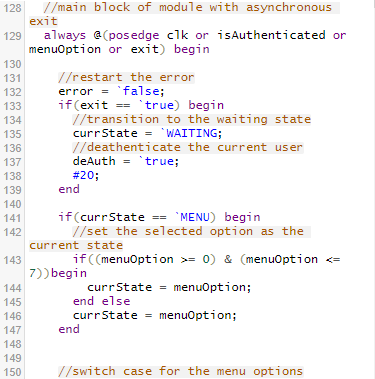 128 //main block of module with asynchronous
exit
129 always @(posedge clk or isAuthenticated or
menuOption or exit) begin
130
131 //restart the error
132 error = `false;
133 if(exit == `true) begin
134 //transition to the waiting state
135 currState = `WAITING;
136 //deathenticate the current user
137 deAuth = `true;
138 #20;
139 end
140
141 if(currState == `MENU) begin
142 //set the selected option as the
current state
143 if((menuOption >= 0) & (menuOption <=
7))begin
144 currState = menuOption;
145 end else
146 currState = menuOption;
147 end
148
149
150 //switch case for the menu options